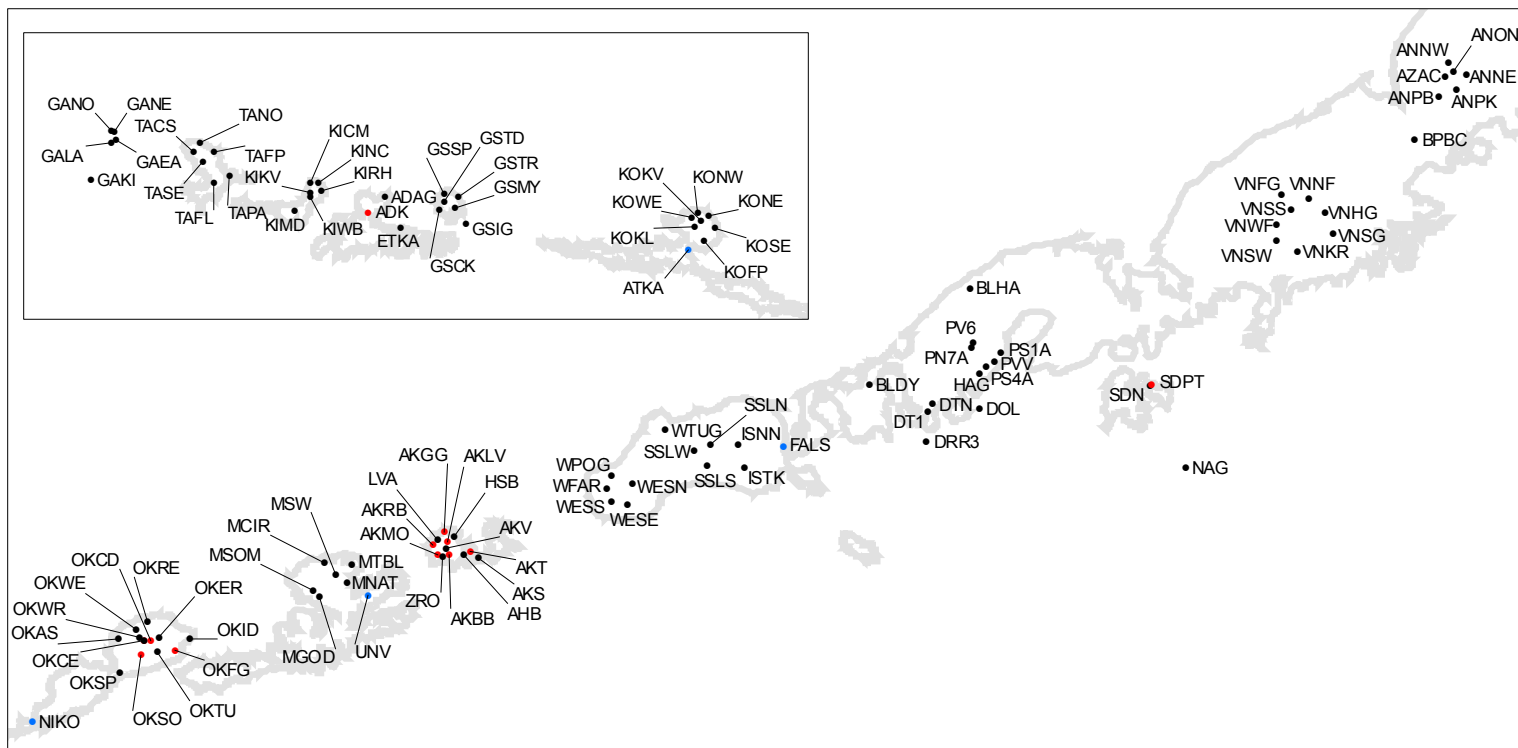 ANON
ANNW
AZAC
ANNE
ANPB
ANPK
BPBC
GANO
GANE
TACS
TANO
GALA
GAEA
TAFP
GAKI
TASE
TAFL
TAPA
KICM
KINC
KIKV
KIRH
KIMD
KIWB
ADAG
ADK
ETKA
GSSP
GSTD
GSTR
GSMY
GSIG
GSCK
KOKV
KONW
KOWE
KONE
KOKL
KOSE
KOFP
ATKA
VNFG
VNNF
VNSS
VNHG
VNWF
VNSG
VNSW
VNKR
BLHA
PV6
PN7A
PS1A
PVV
PS4A
HAG
BLDY
DTN
DT1
DOL
DRR3
SDN
SDPT
NAG
SSLN
WTUG
ISNN
FALS
SSLW
SSLS
ISTK
WPOG
WFAR
WESN
WESS
WESE
AKGG
AKLV
LVA
HSB
AKRB
AKV
AKMO
AKT
AKS
ZRO
AHB
AKBB
MSW
MCIR
MSOM
MTBL
MNAT
MGOD
UNV
OKCD
OKRE
OKWE
OKER
OKWR
OKAS
OKID
OKCE
OKFG
OKSP
OKSO
OKTU
NIKO